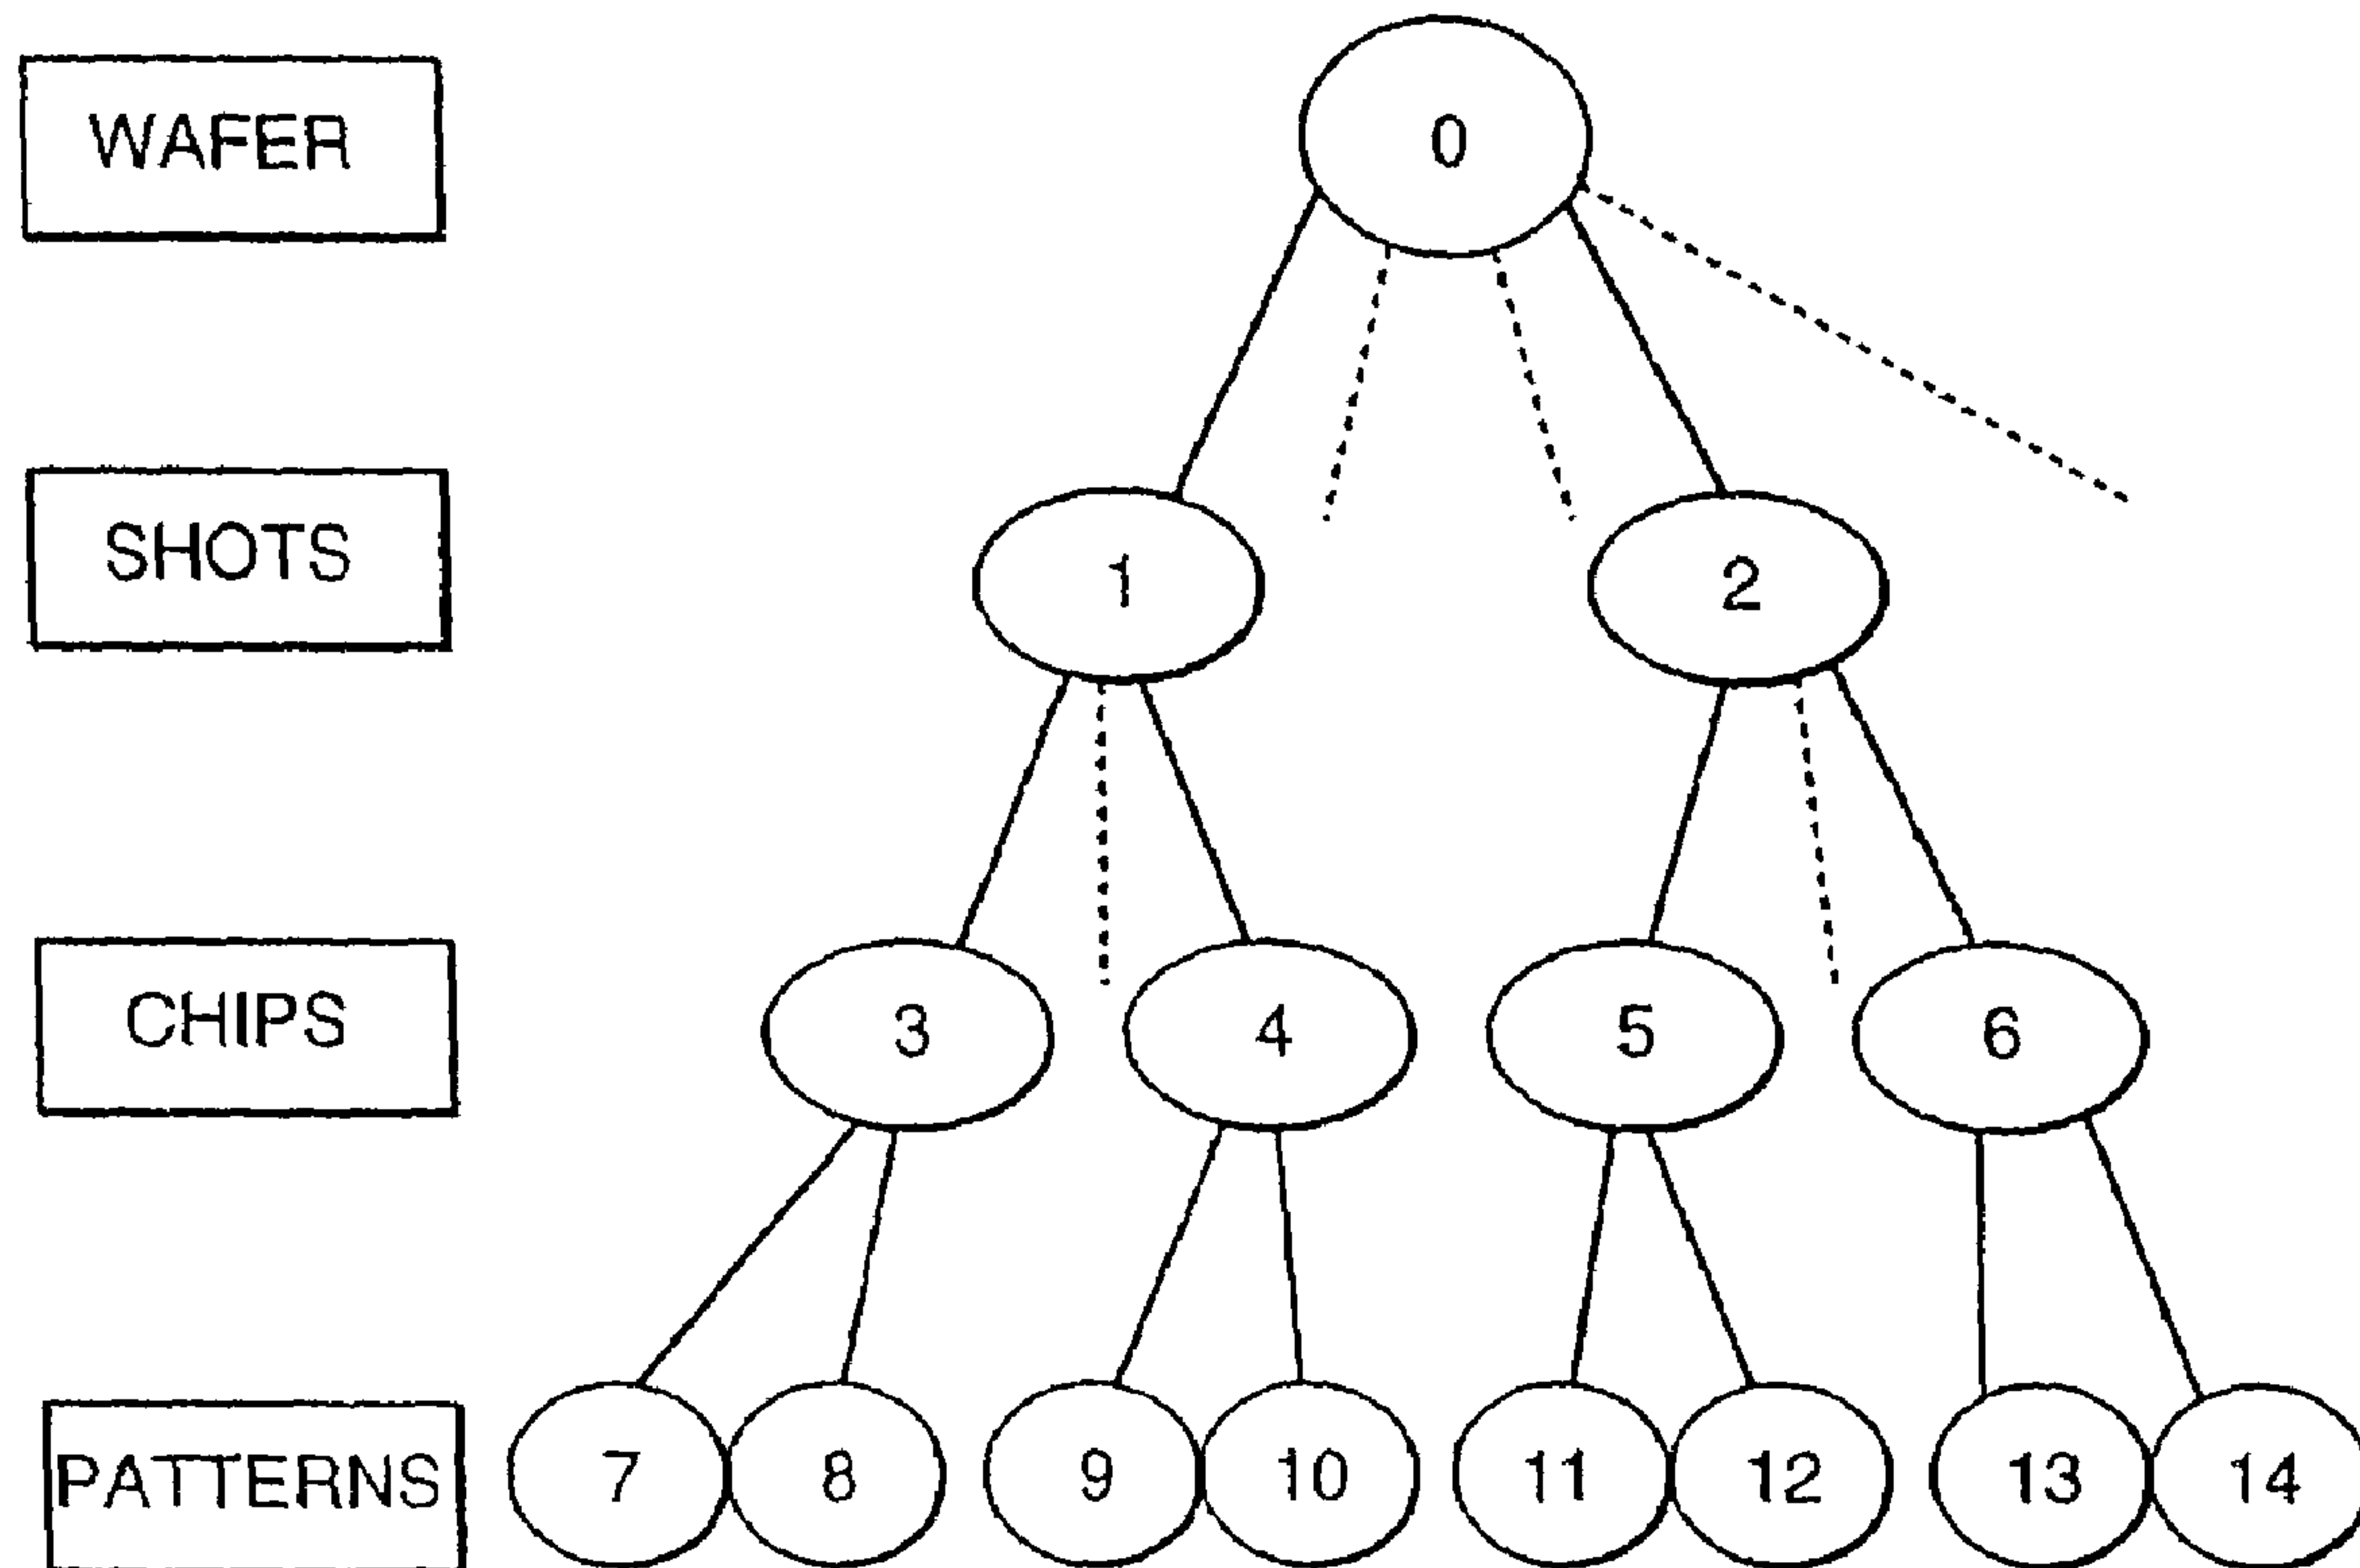 WAFER
0
SHOTS
1 2
CHIPS
3 4 5 6
PATTERNS
7 8 9 10 11 12 13 14